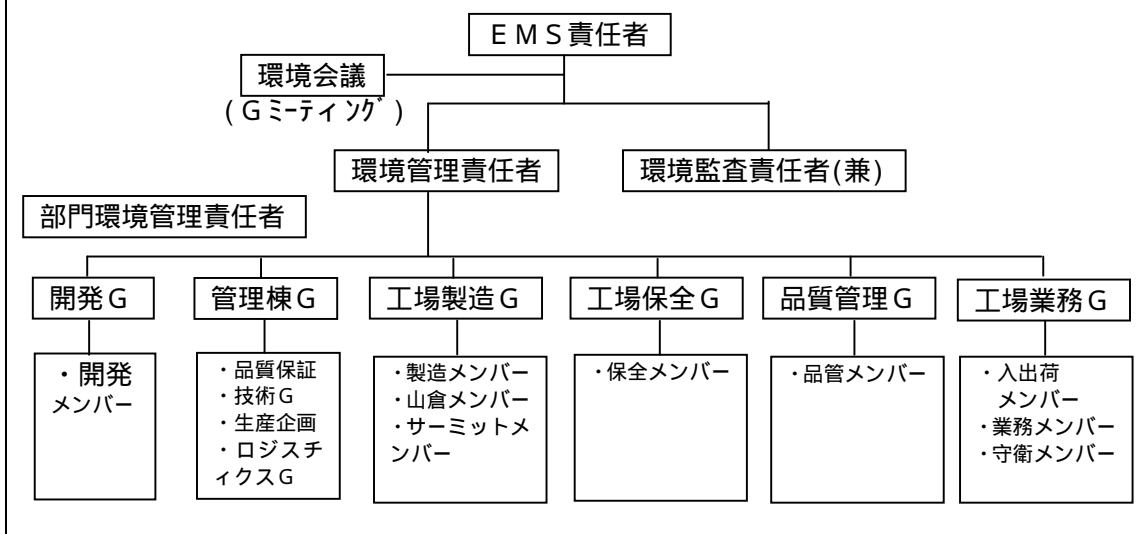 ＥＭＳ責任者
環境会議
(Ｇﾐｰﾃｨﾝｸﾞ)
環境管理責任者
環境監査責任者(兼)
部門環境管理責任者
開発Ｇ
管理棟Ｇ
工場製造Ｇ
工場保全Ｇ
品質管理Ｇ
工場業務Ｇ
・開発
メンバー
・品質保証
・技術Ｇ
・生産企画
・ロジスチ
ィクスＧ
・製造メンバー
・山倉メンバー
・サーミットメ
ンバー
・保全メンバー
・品管メンバー
・入出荷
メンバー
・業務メンバー
・守衛メンバー